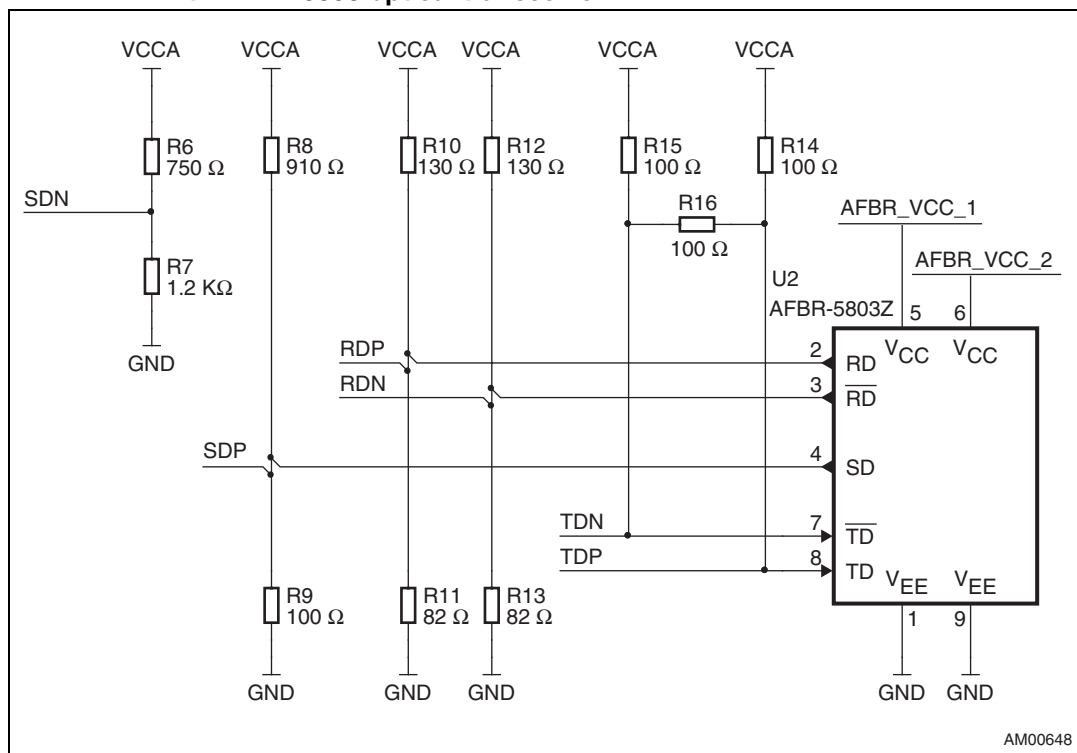 VCCA VCCA VCCA VCCA VCCA VCCA
R6
750 Ω
R8
910 Ω
R10
130 Ω
R12
130 Ω
R15
100 Ω
R14
100 Ω
SDN
R16
100 Ω
AFBR_VCC_1
AFBR_VCC_2
R7
1.2 KΩ
GND
U2
AFBR-5803Z
5 6
VCC VCC
RDP 2 RD
RDN 3 RD
SDP 4 SD
TDN 7 TD
TDP 8 TD
VEE VEE
1 9
R9
100 Ω
R11
82 Ω
R13
82 Ω
GND GND GND GND GND
AM00648